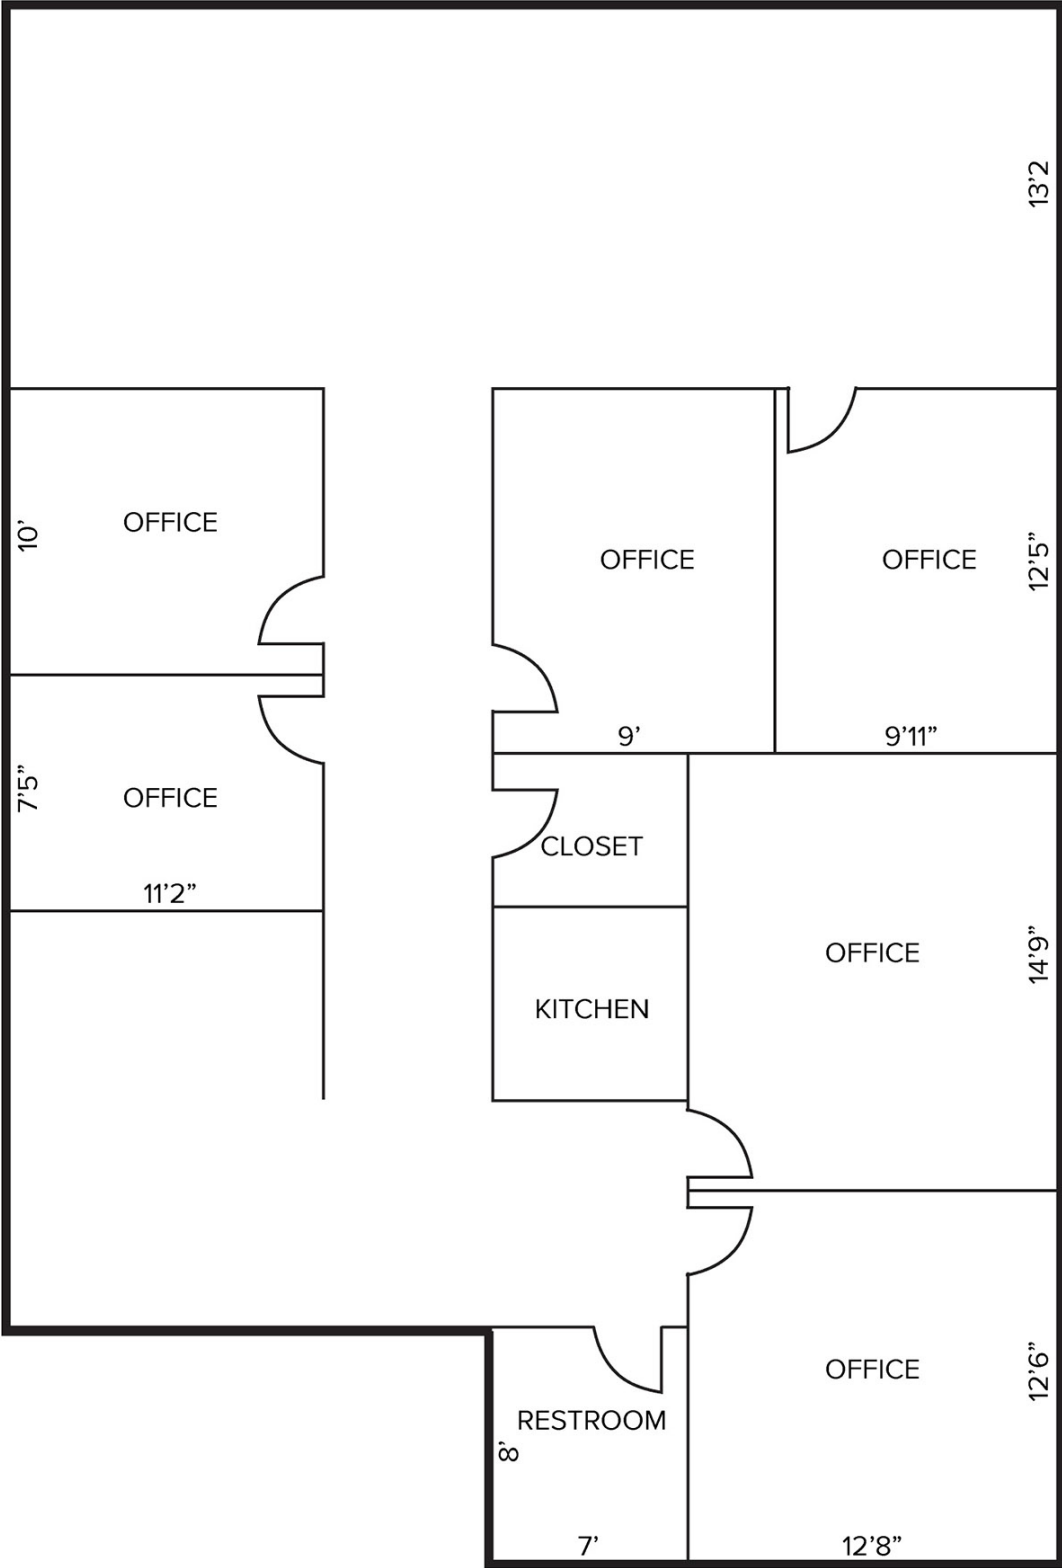 13'2
OFFICE
10'
OFFICE
OFFICE
12'5”
9'
9'11”
OFFICE
7'5”
11'2”
CLOSET
OFFICE
14'9”
KITCHEN
OFFICE
12'6”
RESTROOM
8'
7'
12'8”